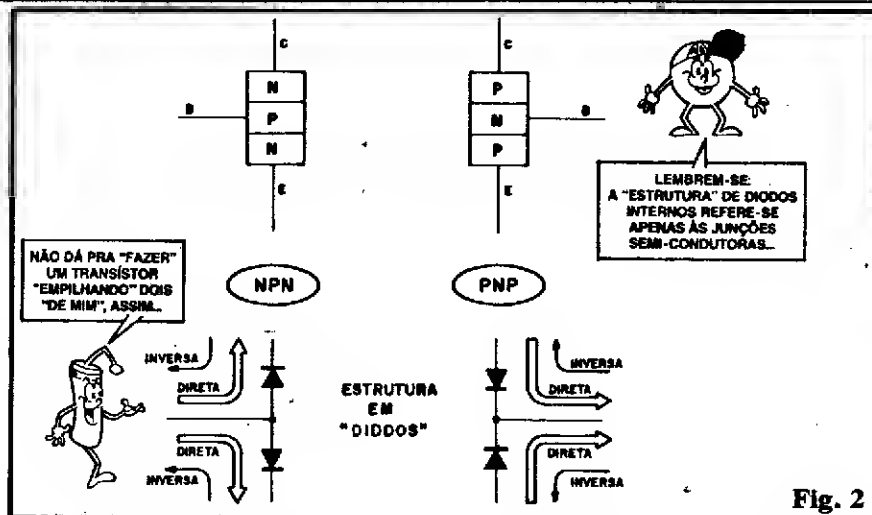 C
N
B
P
N
E
C
P
N
B
P
E
LEMBREM-SE:
A "ESTRUTURA" DE DIODOS
INTERNOS REFERE-SE
APENAS ÀS JUNÇÕES
SEMI-CONDUTORAS...
NÃO DÁ PRA "FAZER"
UM TRANSÍSTOR
"EMPILHANDO" DOIS
"DE MIM", ASSIM...
NPN
PNP
INVERSA
DIRETA
DIRETA
INVERSA
ESTRUTURA
EM
"DIDDOS"
INVERSA
DIRETA
DIRETA
INVERSA
Fig. 2